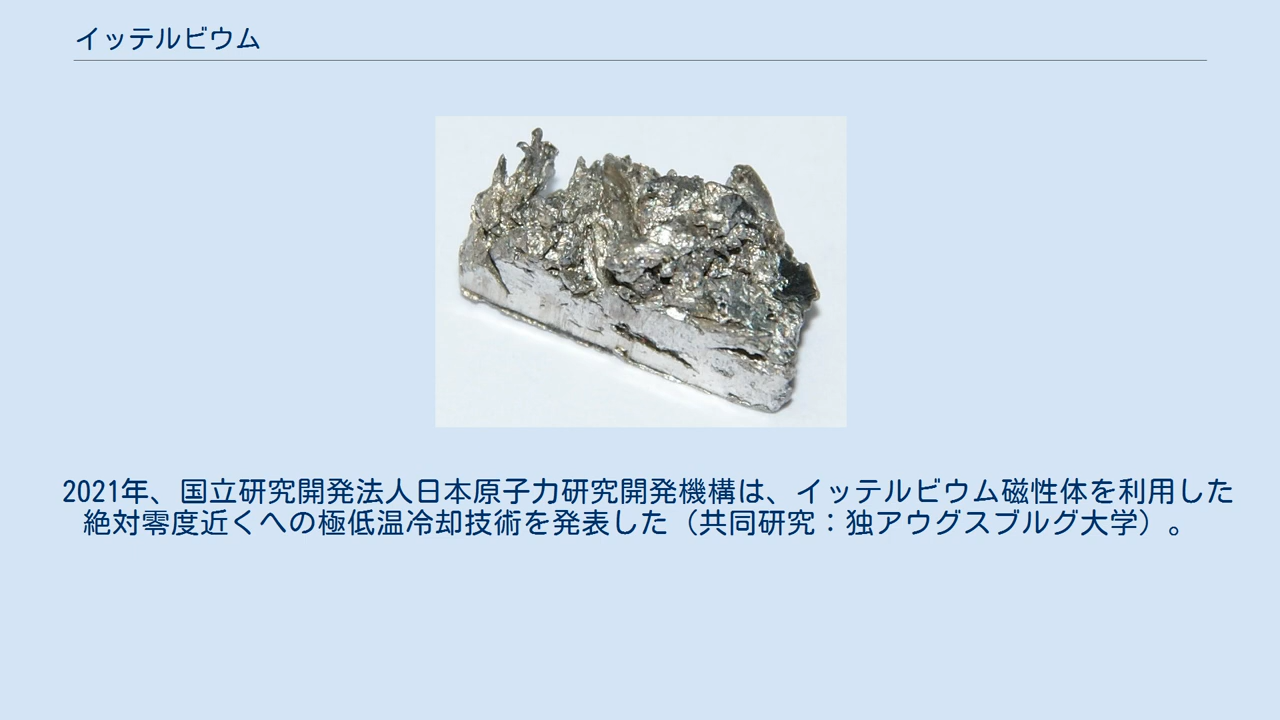 イッテルビウム
2021年、国立研究開発法人日本原子力研究開発機構は、イッテルビウム磁性体を利用した
絶対零度近くへの極低温冷却技術を発表した（共同研究：独アウグスブルグ大学）。